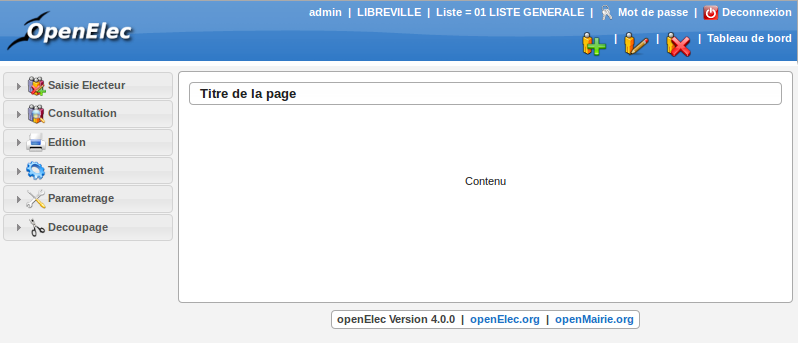 admin | LIBREVILLE | Liste = 01 LISTE GENERALE | Mot de passe | Deconnexion
OpenElec
| | | Tableau de bord
Saisie Electeur
Consultation
Edition
Traitement
Parametrage
Decoupage
Titre de la page
Contenu
openElec Version 4.0.0 | openElec.org | openMairie.org